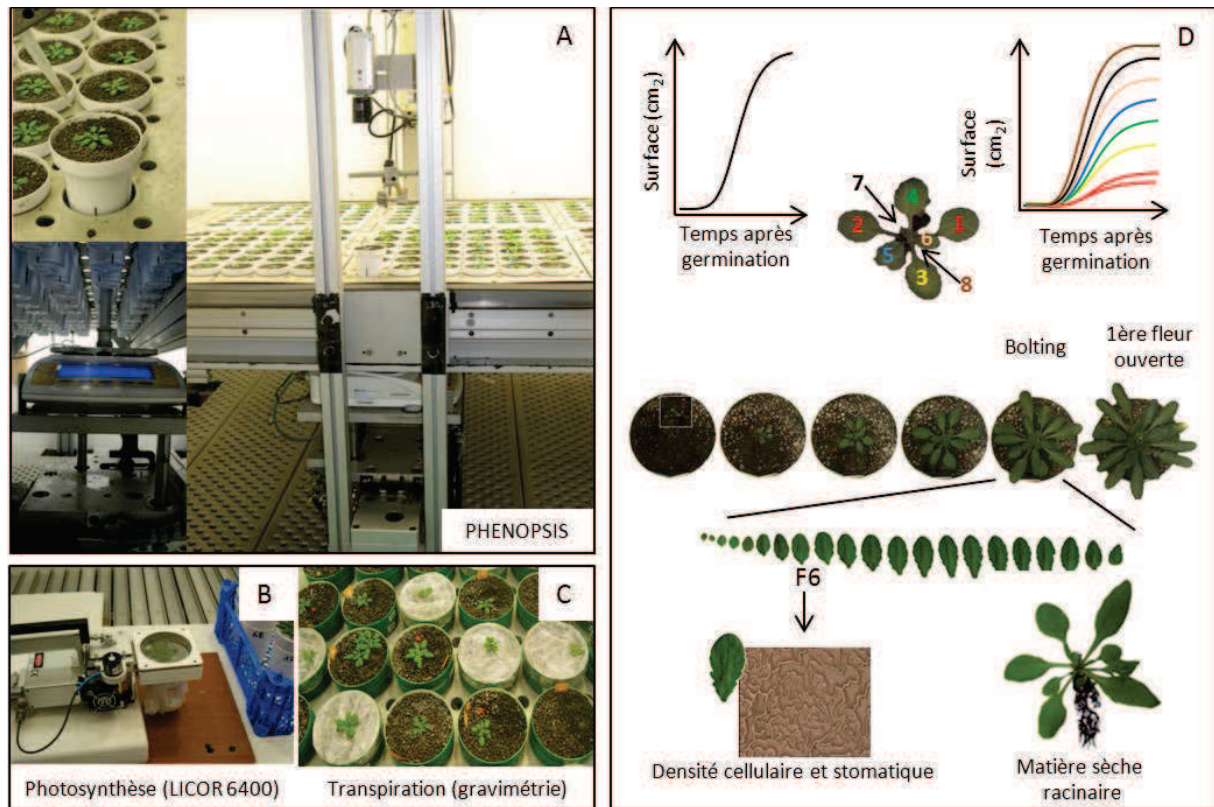 A
PHENOPSIS
B
Photosynthèse (LICOR 6400)
C
Transpiration (gravimétrie)
D
Surface (cm2)
Temps après
germination
7
4
2
1
6
5
3
8
Surface
(cm2)
Temps après
germination
Bolting
1ère fleur
ouverte
F6
Densité cellulaire et stomatique
Matière sèche
racinaire